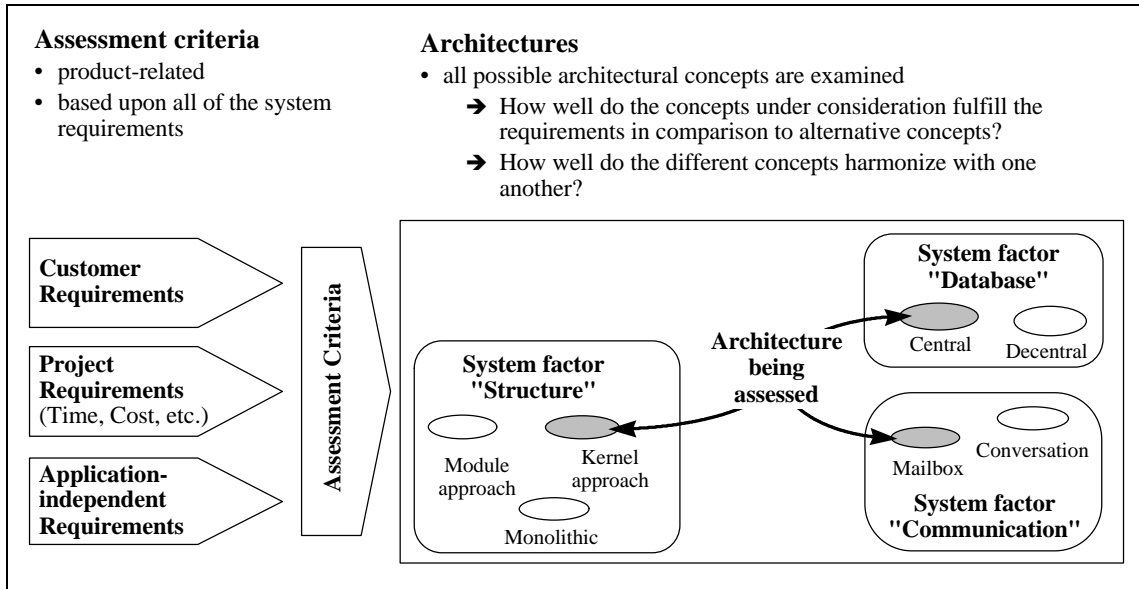 Assessment criteria
• product-related
• based upon all of the system
requirements
Architectures
• all possible architectural concepts are examined
➔ How well do the concepts under consideration fulfill the
requirements in comparison to alternative concepts?
➔ How well do the different concepts harmonize with one
another?
Customer
Requirements
Project
Requirements
(Time, Cost, etc.)
Application-
independent
Requirements
Assessment Criteria
System factor
"Structure"
Module
approach
Kernel
approach
Monolithic
Architecture
being
assessed
System factor
"Database"
Central
Decentral
Conversation
Mailbox
System factor
"Communication"